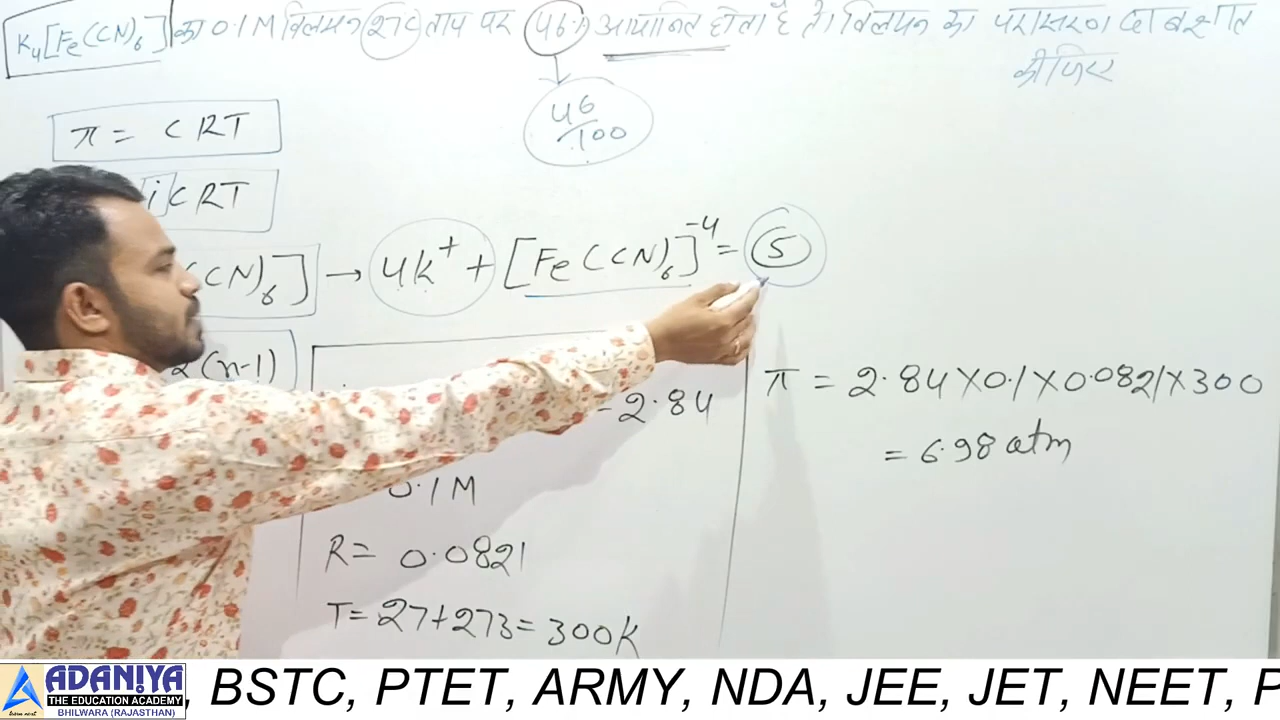 K₄[Fe(CN)₆] का 0.1 M विलयन 27°C ताप पर 46% आयनित होता है तो विलयन का परासरण दाब ज्ञात
कीजिए
46/100
π = CRT
iCRT
(CN)₆] → 4K⁺ + [Fe(CN)₆]⁻⁴ = 5
(n-1)
= 2.84
0.1 M
R = 0.0821
T = 27+273 = 300K
π = 2.84 × 0.1 × 0.0821 × 300
= 6.98 atm
ADANIYA
THE EDUCATION ACADEMY
BHILWARA (RAJASTHAN)
, BSTC, PTET, ARMY, NDA, JEE, JET, NEET, P